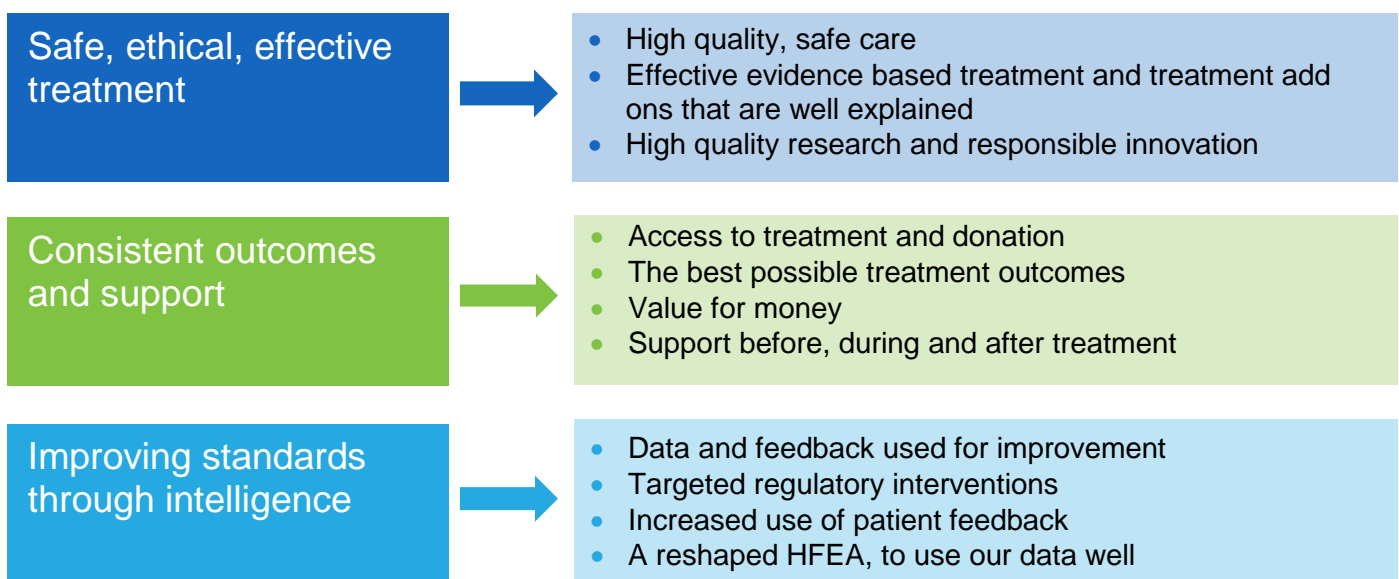 Safe, ethical, effective
treatment
• High quality, safe care
• Effective evidence based treatment and treatment add
ons that are well explained
• High quality research and responsible innovation
Consistent outcomes
and support
• Access to treatment and donation
• The best possible treatment outcomes
• Value for money
• Support before, during and after treatment
Improving standards
through intelligence
• Data and feedback used for improvement
• Targeted regulatory interventions
• Increased use of patient feedback
• A reshaped HFEA, to use our data well